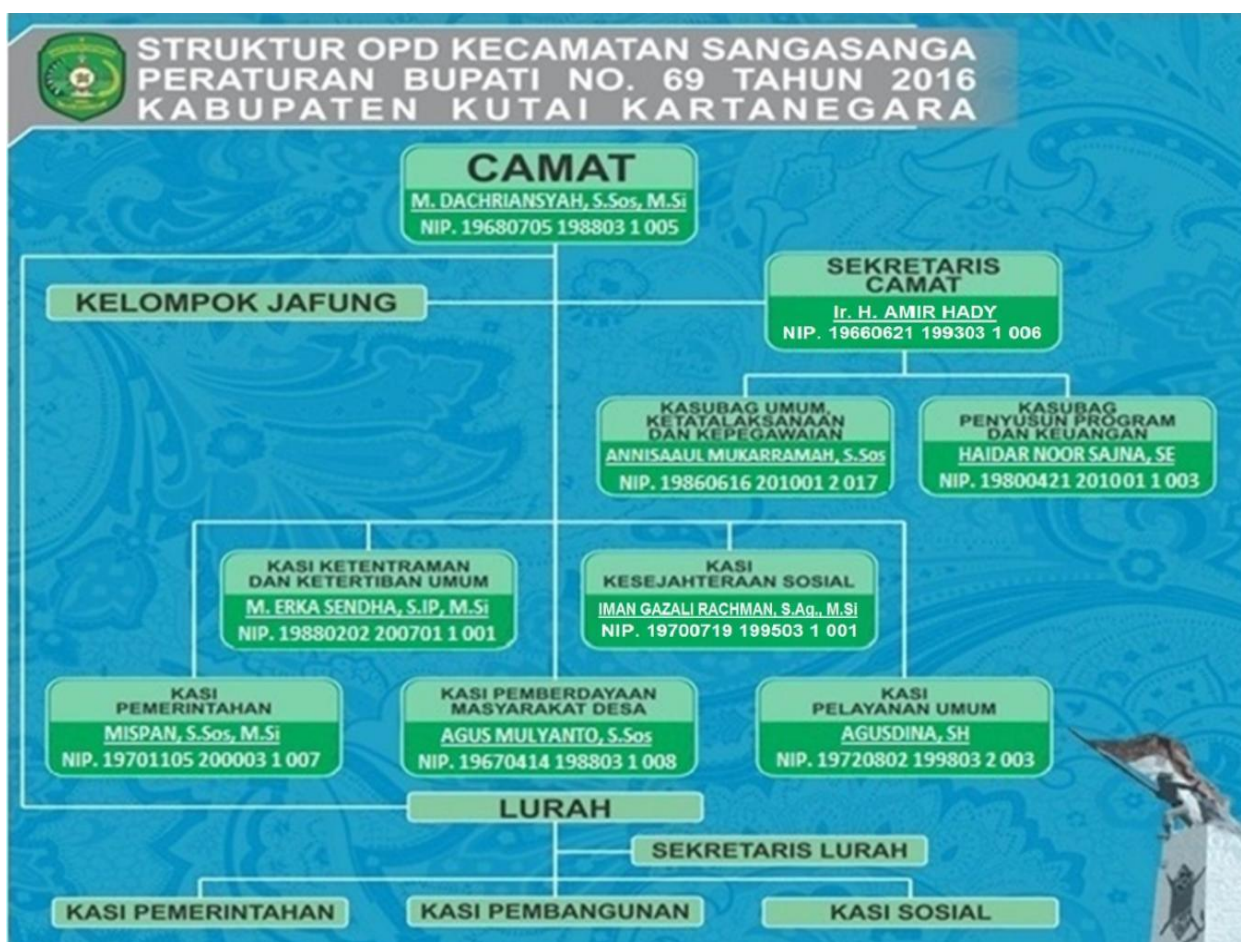 STRUKTUR OPD KECAMATAN SANGASANGA
PERATURAN BUPATI NO. 69 TAHUN 2016
KABUPATEN KUTAI KARTANEGARA
CAMAT
M. DACHRIANSYAH, S.Sos, M.Si
NIP. 19680705 198803 1 005
KELOMPOK JAFUNG
SEKRETARIS
CAMAT
Ir. H. AMIR HADY
NIP. 19660621 199303 1 006
KASUBAG UMUM,
KETATALAKSANAAN
DAN KEPEGAWAIAN
ANNISAAUL MUKARRAMAH, S.Sos
NIP. 19860616 201001 2 017
KASUBAG
PENYUSUN PROGRAM
DAN KEUANGAN
HAIDAR NOOR SAJNA, SE
NIP. 19800421 201001 1 003
KASI KETENTRAMAN
DAN KETERTIBAN UMUM
M. ERKA SENDHA, S.IP, M.Si
NIP. 19880202 200701 1 001
KASI
KESEJAHTERAAN SOSIAL
IMAN GAZALI RACHMAN, S.Ag., M.Si
NIP. 19700719 199503 1 001
KASI
PEMERINTAHAN
MISPAN, S.Sos, M.Si
NIP. 19701105 200003 1 007
KASI PEMBERDAYAAN
MASYARAKAT DESA
AGUS MULYANTO, S.Sos
NIP. 19670414 198803 1 008
KASI
PELAYANAN UMUM
AGUSDINA, SH
NIP. 19720802 199803 2 003
LURAH
SEKRETARIS LURAH
KASI PEMERINTAHAN
KASI PEMBANGUNAN
KASI SOSIAL